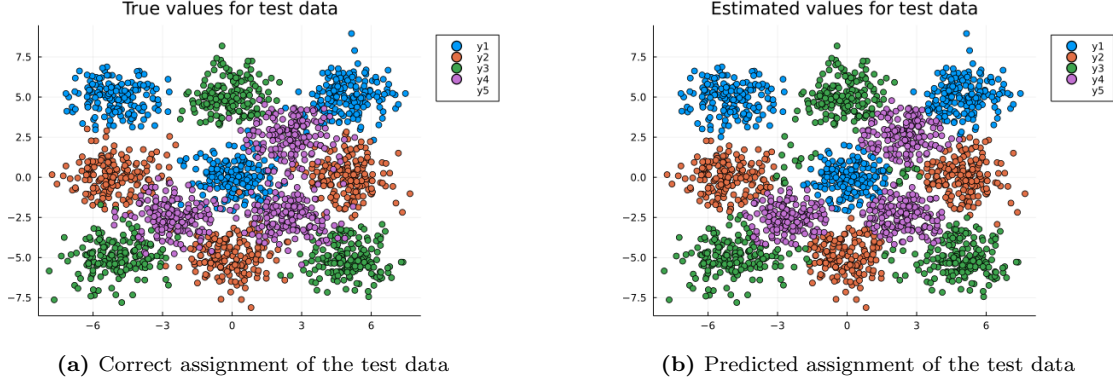 True values for test data
7.5
5.0
2.5
0.0
−2.5
−5.0
−7.5
−6
−3
0
3
6
y1
y2
y3
y4
y5
(a) Correct assignment of the test data
Estimated values for test data
7.5
5.0
2.5
0.0
−2.5
−5.0
−7.5
−6
−3
0
3
6
y1
y2
y3
y4
y5
(b) Predicted assignment of the test data